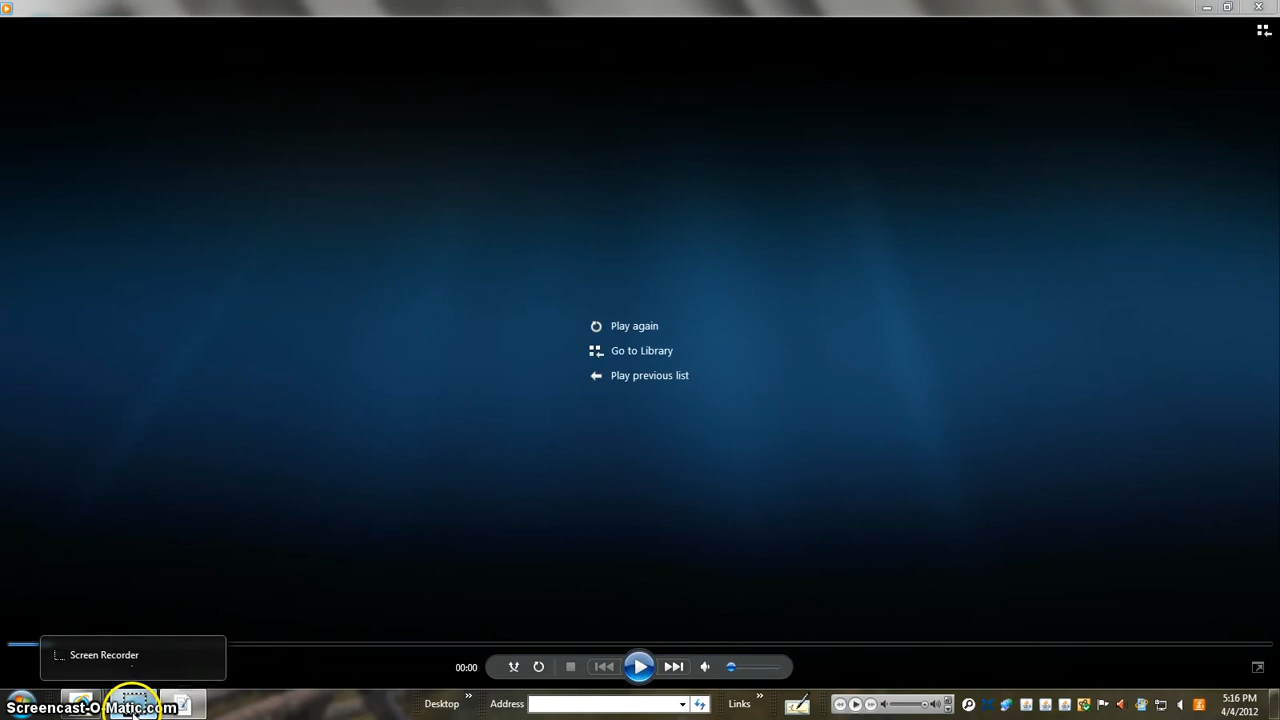 Play again
Go to Library
Play previous list
Screen Recorder
00:00
Desktop
»
Address
»
Links
5:16 PM
4/4/2012
Screencast-O-Matic.com